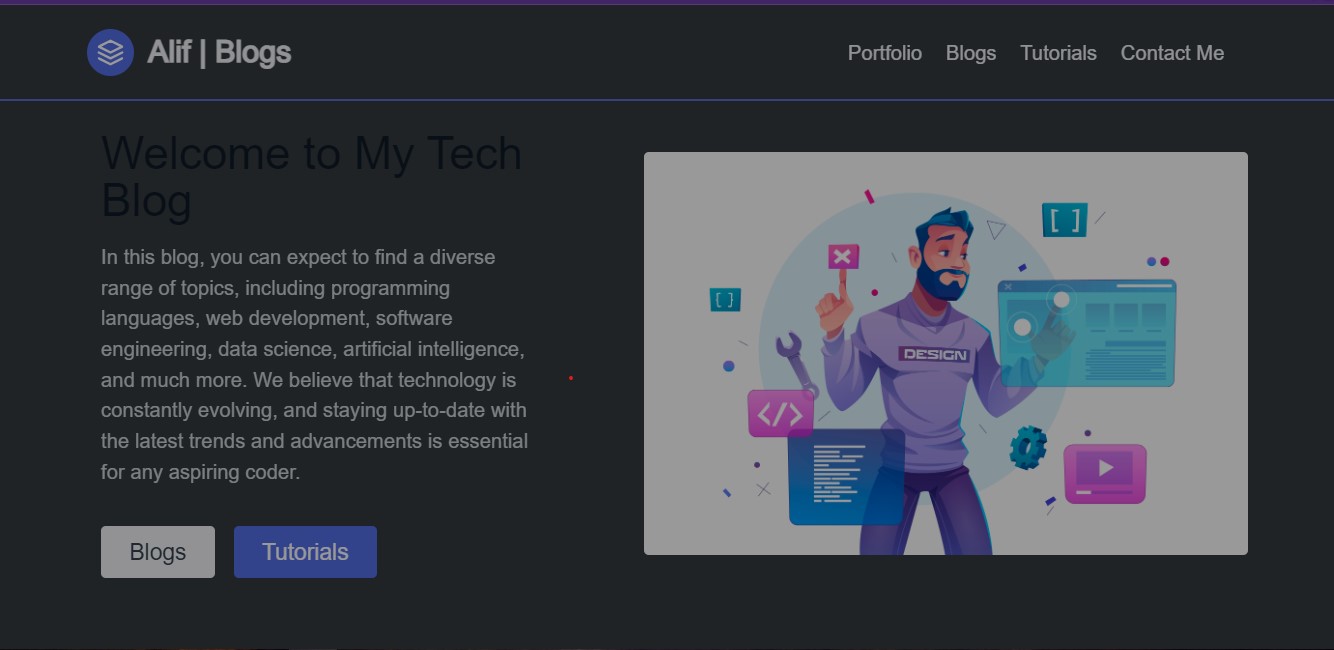 Alif | Blogs
Portfolio Blogs Tutorials Contact Me
Welcome to My Tech
Blog
In this blog, you can expect to find a diverse
range of topics, including programming
languages, web development, software
engineering, data science, artificial intelligence,
and much more. We believe that technology is
constantly evolving, and staying up-to-date with
the latest trends and advancements is essential
for any aspiring coder.
Blogs Tutorials
[ ]
[ ]
DESIGN
</>